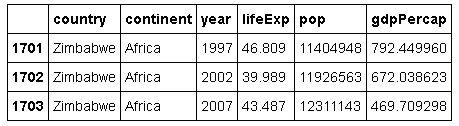 country continent year lifeExp pop gdpPercap
1701 Zimbabwe Africa 1997 46.809 11404948 792.449960
1702 Zimbabwe Africa 2002 39.989 11926563 672.038623
1703 Zimbabwe Africa 2007 43.487 12311143 469.709298